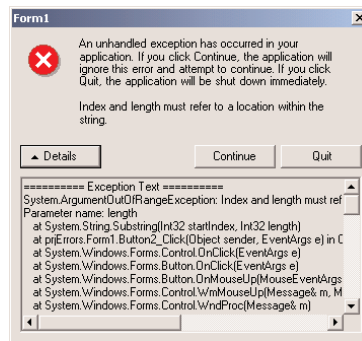 Form1
An unhandled exception has occurred in your
application. If you click Continue, the application will
ignore this error and attempt to continue. If you click
Quit, the application will be shut down immediately.
Index and length must refer to a location within the
string.
Details
Continue
Quit
========== Exception Text ==========
System.ArgumentOutOfRangeException: Index and length must ref
Parameter name: length
at System.String.Substring(Int32 startIndex, Int32 length)
at prjErrors.Form1.Button2_Click(Object sender, EventArgs e) in C
at System.Windows.Forms.Control.OnClick(EventArgs e)
at System.Windows.Forms.Button.OnClick(EventArgs e)
at System.Windows.Forms.Button.OnMouseUp(MouseEventArgs
at System.Windows.Forms.Control.WmMouseUp(Message& m, M
at System.Windows.Forms.Control.WndProc(Message& m)